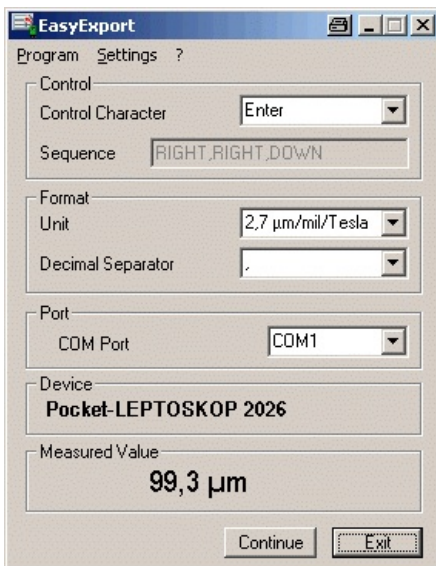 EasyExport
Program Settings ?
Control
Control Character Enter
Sequence RIGHT,RIGHT,DOWN
Format
Unit 2,7 µm/mil/Tesla
Decimal Separator ,
Port
COM Port COM1
Device
Pocket-LEPTOSKOP 2026
Measured Value
99,3 µm
Continue Exit